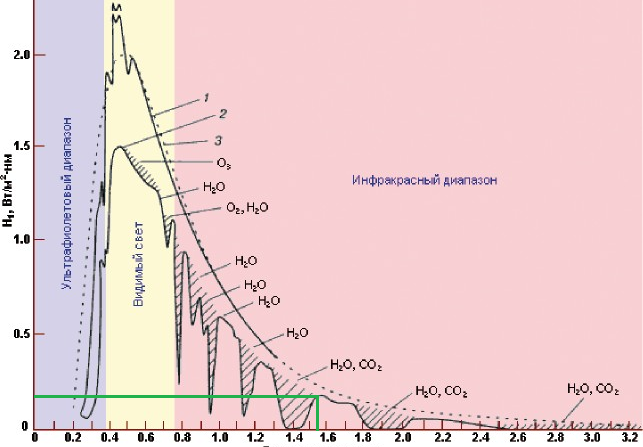 2.0
1.5
1.0
0.5
0
H₁, Вт/м²·нм
Ультрафиолетовый диапазон
Видимый свет
Инфракрасный диапазон
1
2
3
O₃
H₂O
O₂, H₂O
H₂O
H₂O
H₂O
H₂O
H₂O, CO₂
H₂O, CO₂
H₂O, CO₂
0 0.2 0.4 0.6 0.8 1.0 1.2 1.4 1.6 1.8 2.0 2.2 2.4 2.6 2.8 3.0 3.2